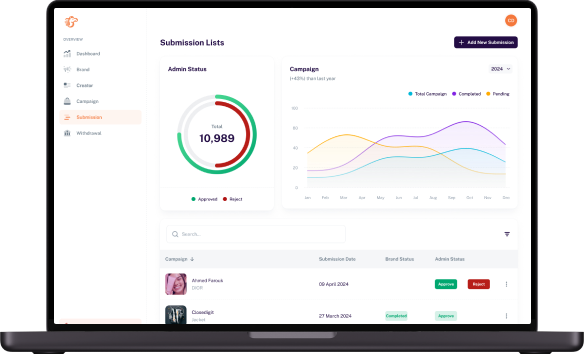 CG
OVERVIEW
Dashboard
Brand
Creator
Campaign
Submission
Withdrawal
Submission Lists
+ Add New Submission
Admin Status
Total
10,989
Approved
Reject
Campaign
2024
(+43%) than last year
Total Campaign
Completed
Pending
100
80
60
40
20
0
Jan Feb Mar Apr May Jun Jul Aug Sep Oct Nov Dec
Search..
Campaign ↓ Submission Date Brand Status Admin Status
Ahmed Farouk
09 April 2024 Approve Reject
Classdigit
Jacket
27 March 2024 Completed Approve